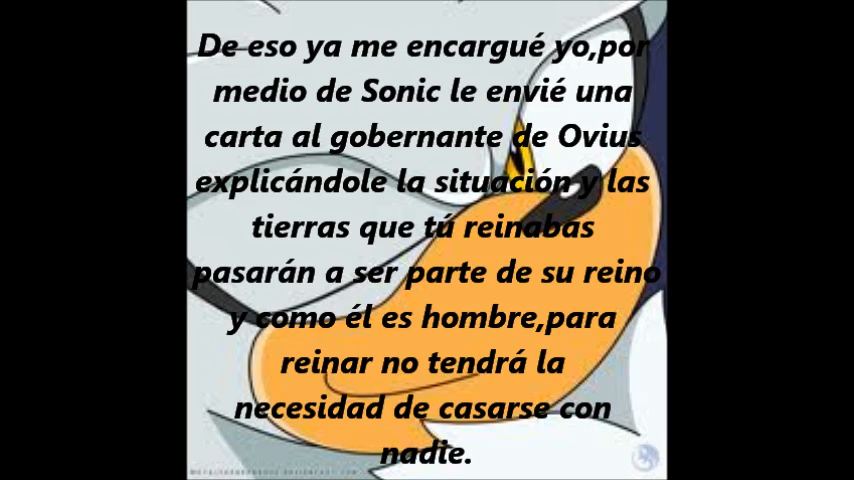 De eso ya me encargué yo,por
medio de Sonic le envié una
carta al gobernante de Ovius
explicándole la situación y las
tierras que tú reinabas
pasarán a ser parte de su reino
y como él es hombre,para
reinar no tendrá la
necesidad de casarse con
nadie.